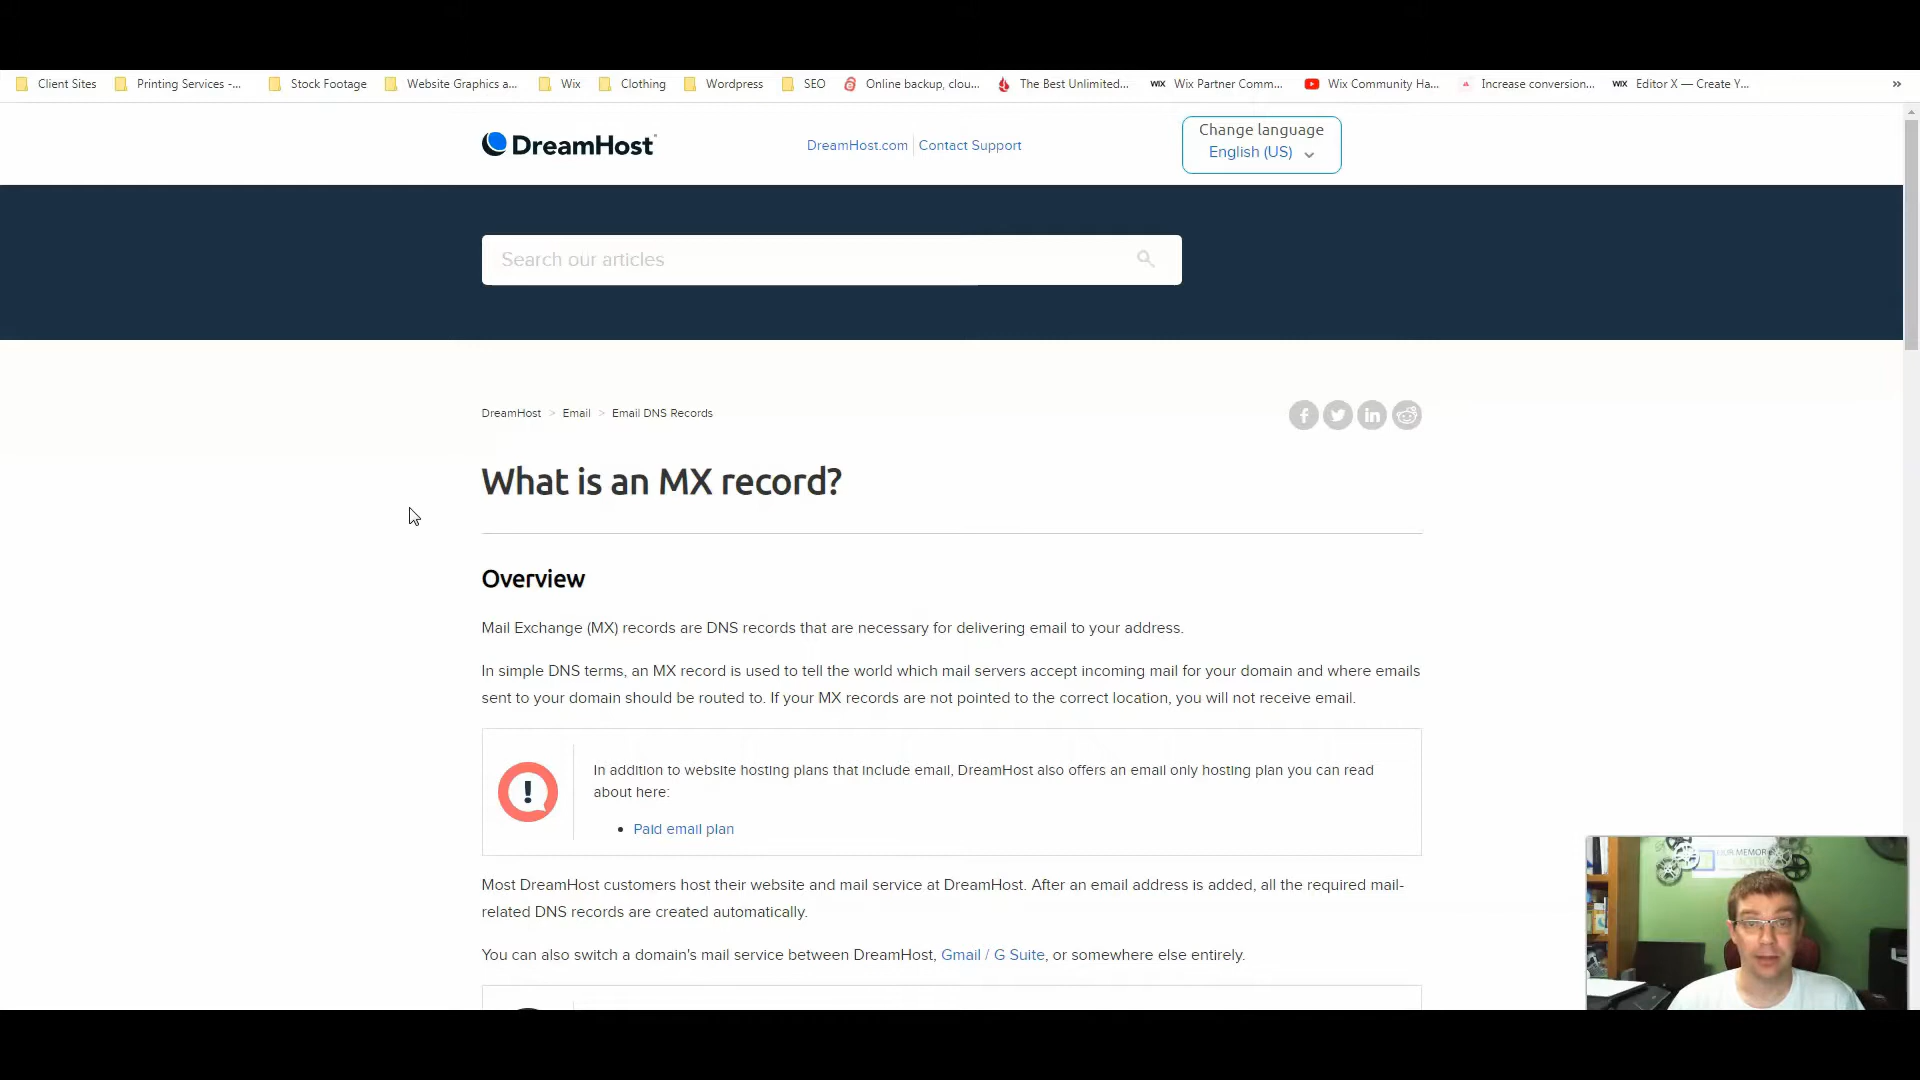 Client Sites
Printing Services -...
Stock Footage
Website Graphics a...
Wix
Clothing
Wordpress
SEO
Online backup, clou...
The Best Unlimited...
WIX Wix Partner Comm...
Wix Community Ha...
Increase conversion...
WIX Editor X — Create Y...
»
DreamHost
DreamHost.com
Contact Support
Change language
English (US)
Search our articles
DreamHost > Email > Email DNS Records
What is an MX record?
Overview
Mail Exchange (MX) records are DNS records that are necessary for delivering email to your address.
In simple DNS terms, an MX record is used to tell the world which mail servers accept incoming mail for your domain and where emails
sent to your domain should be routed to. If your MX records are not pointed to the correct location, you will not receive email.
In addition to website hosting plans that include email, DreamHost also offers an email only hosting plan you can read
about here:
• Paid email plan
Most DreamHost customers host their website and mail service at DreamHost. After an email address is added, all the required mail-
related DNS records are created automatically.
You can also switch a domain's mail service between DreamHost, Gmail / G Suite, or somewhere else entirely.